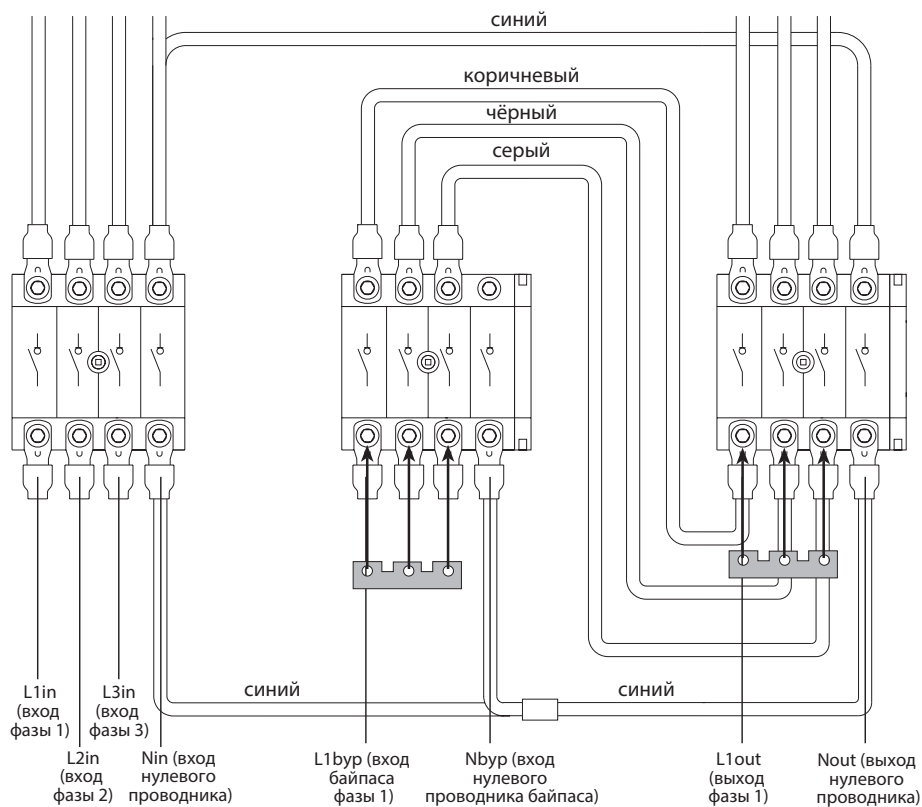 синий
коричневый
чёрный
серый
синий
синий
L1in
(вход
фазы 1)
L2in
(вход
фазы 2)
L3in
(вход
фазы 3)
Nin (вход
нулевого
проводника)
L1byp (вход
байпаса
фазы 1)
Nbyp (вход
нулевого
проводника байпаса)
L1out
(выход
фазы 1)
Nout (выход
нулевого
проводника)